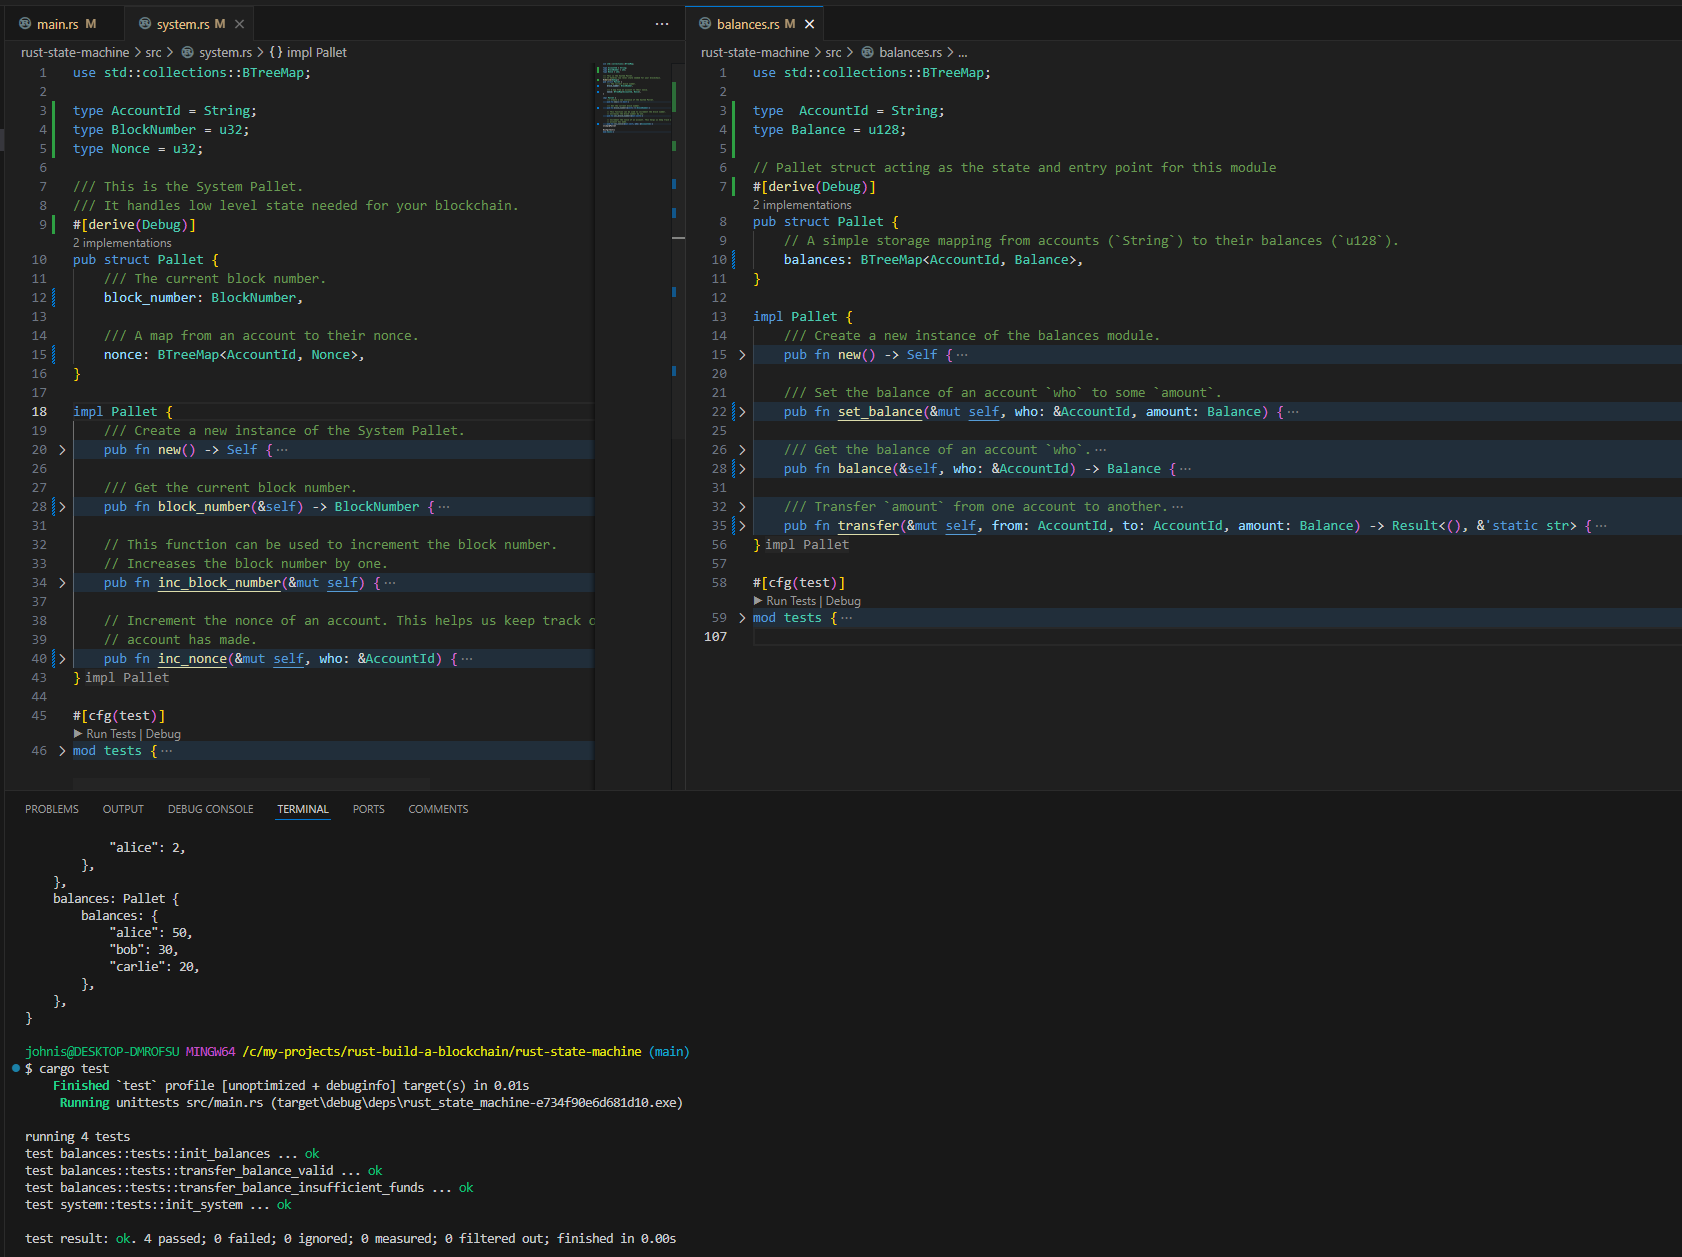 main.rs M
system.rs M
rust-state-machine > src > system.rs > {} impl Pallet
1 use std::collections::BTreeMap;
2
3 type AccountId = String;
4 type BlockNumber = u32;
5 type Nonce = u32;
6
7 /// This is the System Pallet.
8 /// It handles low level state needed for your blockchain.
9 #[derive(Debug)]
2 implementations
10 pub struct Pallet {
11 /// The current block number.
12 block_number: BlockNumber,
13
14 /// A map from an account to their nonce.
15 nonce: BTreeMap<AccountId, Nonce>,
16 }
17
18 impl Pallet {
19 /// Create a new instance of the System Pallet.
20 pub fn new() -> Self { ···
26
27 /// Get the current block number.
28 pub fn block_number(&self) -> BlockNumber { ···
31
32 // This function can be used to increment the block number.
33 // Increases the block number by one.
34 pub fn inc_block_number(&mut self) { ···
37
38 // Increment the nonce of an account. This helps us keep track o
39 // account has made.
40 pub fn inc_nonce(&mut self, who: &AccountId) { ···
43 } impl Pallet
44
45 #[cfg(test)]
Run Tests | Debug
46 mod tests { ···
balances.rs M
rust-state-machine > src > balances.rs > ...
1 use std::collections::BTreeMap;
2
3 type  AccountId = String;
4 type Balance = u128;
5
6 // Pallet struct acting as the state and entry point for this module
7 #[derive(Debug)]
2 implementations
8 pub struct Pallet {
9 // A simple storage mapping from accounts (`String`) to their balances (`u128`).
10 balances: BTreeMap<AccountId, Balance>,
11 }
12
13 impl Pallet {
14 /// Create a new instance of the balances module.
15 pub fn new() -> Self { ···
20
21 /// Set the balance of an account `who` to some `amount`.
22 pub fn set_balance(&mut self, who: &AccountId, amount: Balance) { ···
25
26 /// Get the balance of an account `who`. ···
28 pub fn balance(&self, who: &AccountId) -> Balance { ···
31
32 /// Transfer `amount` from one account to another. ···
35 pub fn transfer(&mut self, from: AccountId, to: AccountId, amount: Balance) -> Result<(), &'static str> { ···
56 } impl Pallet
57
58 #[cfg(test)]
Run Tests | Debug
59 mod tests { ···
107
PROBLEMS OUTPUT DEBUG CONSOLE TERMINAL PORTS COMMENTS
"alice": 2,
},
},
balances: Pallet {
balances: {
"alice": 50,
"bob": 30,
"carlie": 20,
},
},
}
johnis@DESKTOP-DMROFSU MINGW64 /c/my-projects/rust-build-a-blockchain/rust-state-machine (main)
$ cargo test
Finished `test` profile [unoptimized + debuginfo] target(s) in 0.01s
Running unittests src/main.rs (target\debug\deps\rust_state_machine-e734f90e6d681d10.exe)
running 4 tests
test balances::tests::init_balances ... ok
test balances::tests::transfer_balance_valid ... ok
test balances::tests::transfer_balance_insufficient_funds ... ok
test system::tests::init_system ... ok
test result: ok. 4 passed; 0 failed; 0 ignored; 0 measured; 0 filtered out; finished in 0.00s